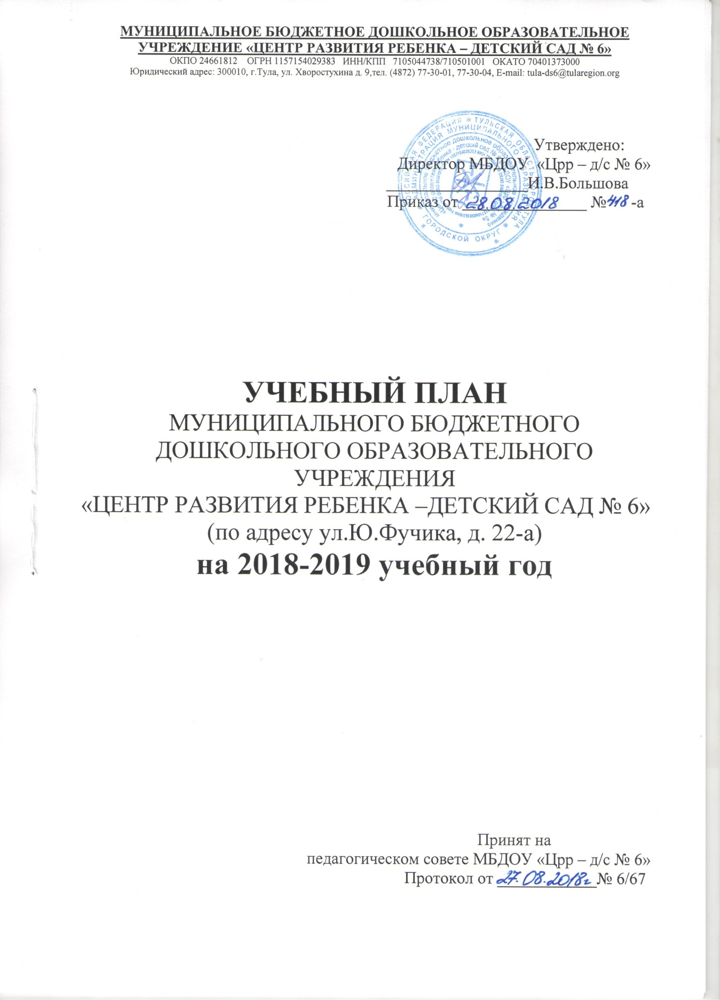 МУНИЦИПАЛЬНОЕ БЮДЖЕТНОЕ ДОШКОЛЬНОЕ ОБРАЗОВАТЕЛЬНОЕ
УЧРЕЖДЕНИЕ «ЦЕНТР РАЗВИТИЯ РЕБЕНКА – ДЕТСКИЙ САД № 6»
ОКПО 24661812 ОГРН 1157154029383 ИНН/КПП 7105044738/710501001 ОКАТО 70401373000
Юридический адрес: 300010, г.Тула, ул. Хворостухина д. 9,тел. (4872) 77-30-01, 77-30-04, E-mail: tula-ds6@tularegion.org
Утверждено:
Директор МБДОУ «Црр – д/с № 6»
И.В.Большова
Приказ от 28.08.2018 №418 -а
РОССИЙСКАЯ ФЕДЕРАЦИЯ * ТУЛЬСКАЯ ОБЛАСТЬ ГОРОД ТУЛА
АДМИНИСТРАЦИЯ МУНИЦИПАЛЬНОГО ОБРАЗОВАНИЯ
* ГОРОДСКОЙ ОКРУГ *
УЧЕБНЫЙ ПЛАН
МУНИЦИПАЛЬНОГО БЮДЖЕТНОГО
ДОШКОЛЬНОГО ОБРАЗОВАТЕЛЬНОГО
УЧРЕЖДЕНИЯ
«ЦЕНТР РАЗВИТИЯ РЕБЕНКА –ДЕТСКИЙ САД № 6»
(по адресу ул.Ю.Фучика, д. 22-а)
на 2018-2019 учебный год
Принят на
педагогическом совете МБДОУ «Црр – д/с № 6»
Протокол от 27.08.2018г № 6/67